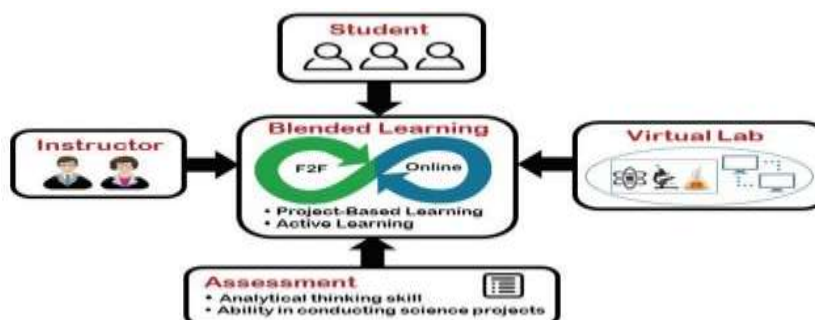 Student
Blended Learning
Instructor
Virtual Lab
F2F
Online
• Project-Based Learning
• Active Learning
Assessment
• Analytical thinking skill
• Ability in conducting science projects